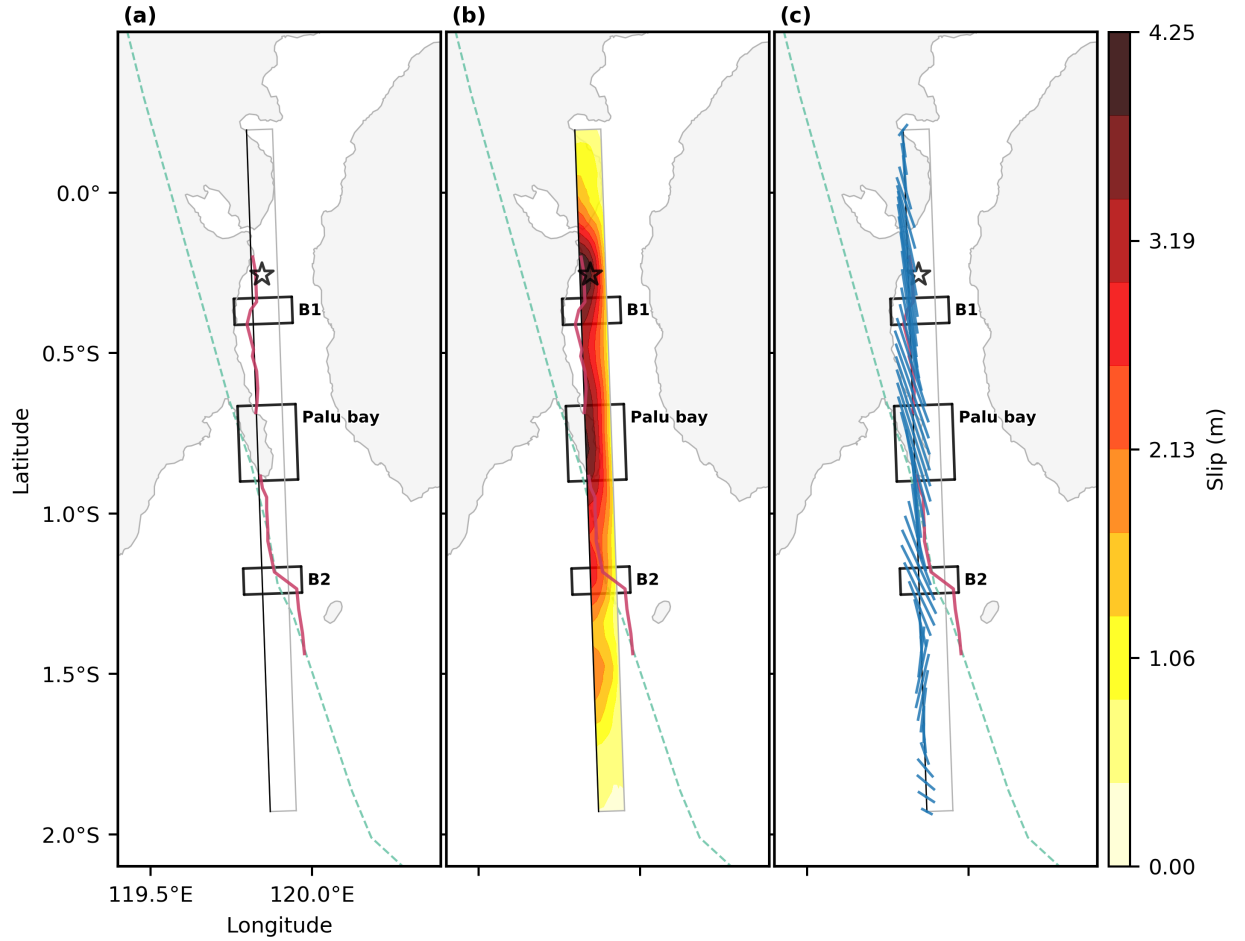 (a)
(b)
(c)
4.25
3.19
2.13
1.06
0.00
Slip (m)
0.0°
0.5°S
1.0°S
1.5°S
2.0°S
Latitude
B1
B1
B1
Palu bay
Palu bay
Palu bay
B2
B2
B2
119.5°E
120.0°E
Longitude